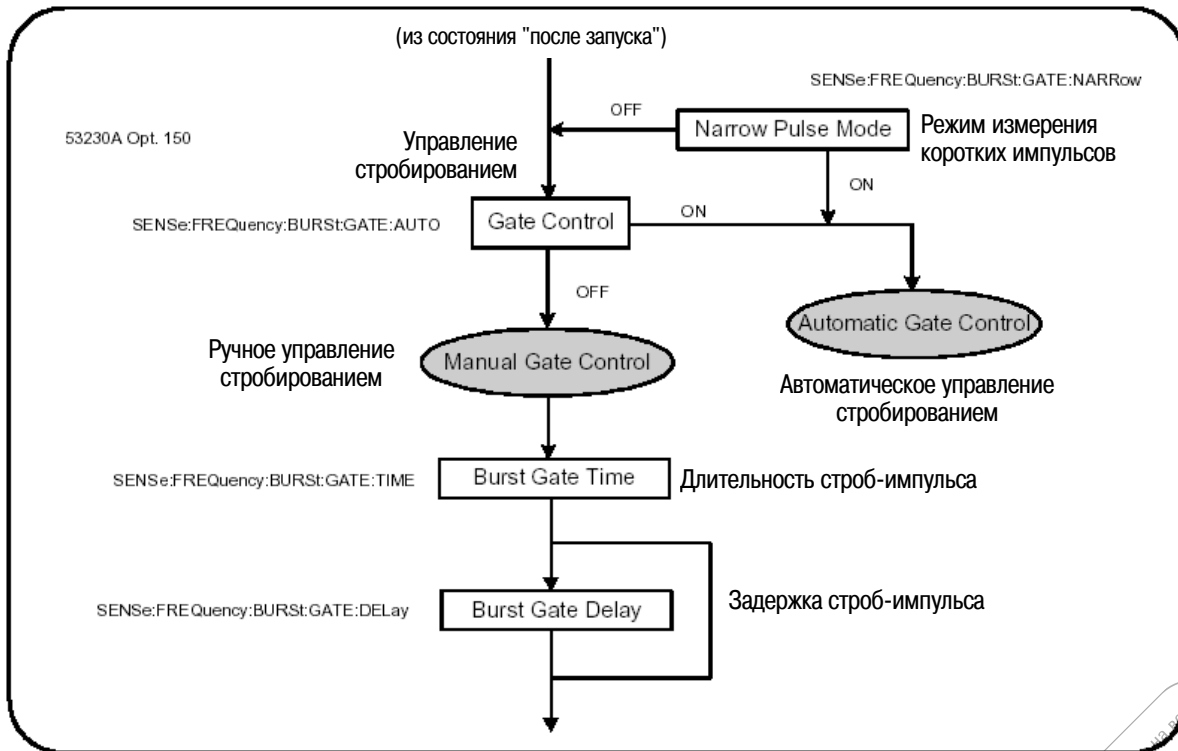 (из состояния "после запуска")
SENSe:FREQuency:BURSt:GATE:NARRow
53230A Opt. 150
OFF
Narrow Pulse Mode
Режим измерения
коротких импульсов
Управление
стробированием
ON
SENSe:FREQuency:BURSt:GATE:AUTO
Gate Control
ON
OFF
Automatic Gate Control
Ручное управление
стробированием
Manual Gate Control
Автоматическое управление
стробированием
SENSe:FREQuency:BURSt:GATE:TIME
Burst Gate Time
Длительность строб-импульса
SENSe:FREQuency:BURSt:GATE:DELay
Burst Gate Delay
Задержка строб-импульса